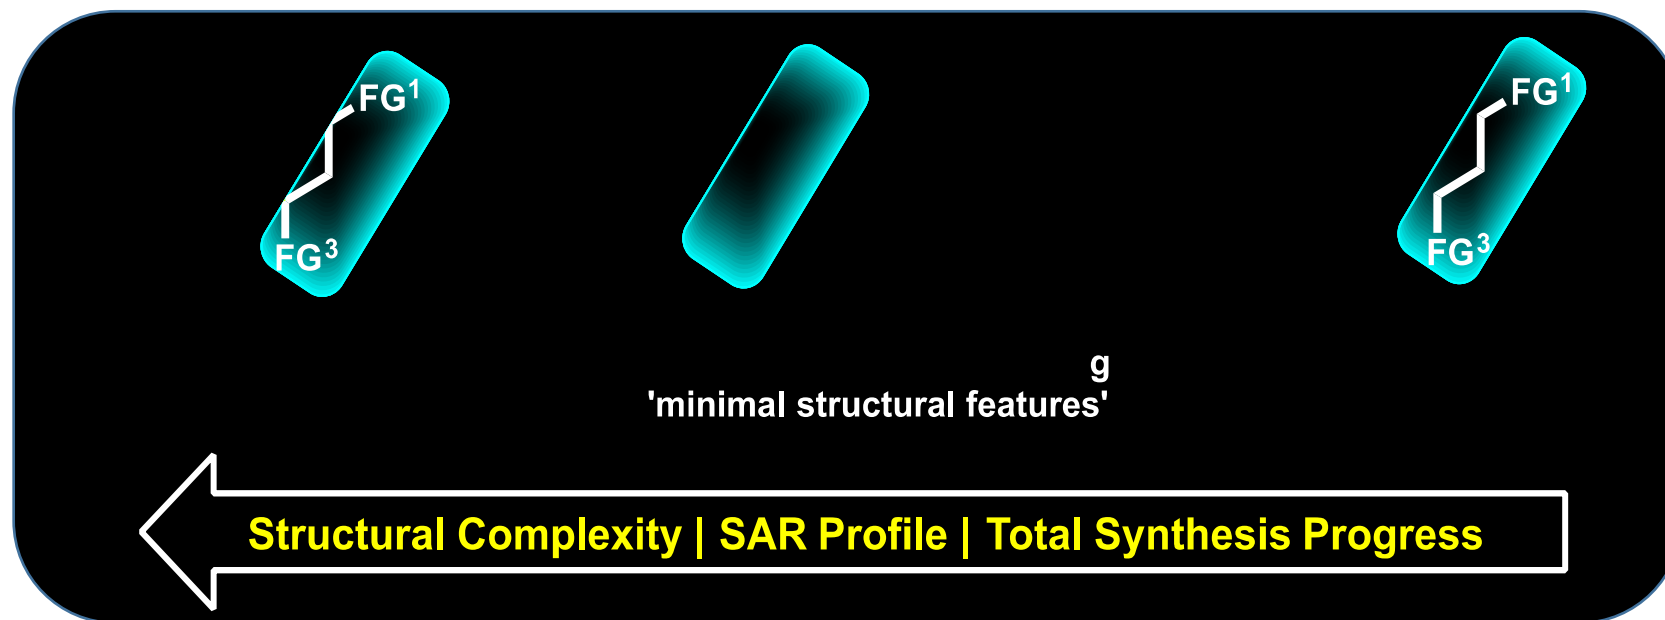 FG¹
FG³
FG¹
FG³
g
'minimal structural features'
Structural Complexity | SAR Profile | Total Synthesis Progress